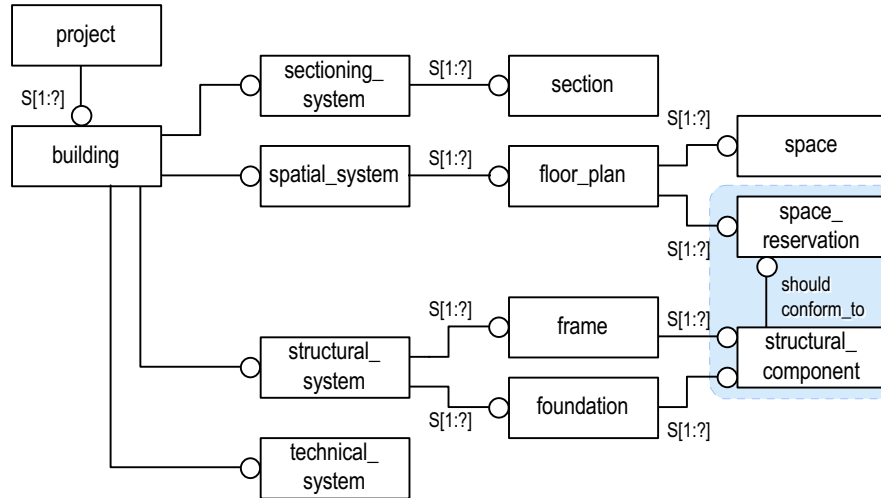 project
S[1:?]
building
sectioning_
system
S[1:?]
section
spatial_system
S[1:?]
floor_plan
S[1:?]
space
S[1:?]
space_
reservation
should
conform_to
structural_
system
S[1:?]
frame
S[1:?]
structural_
component
S[1:?]
foundation
S[1:?]
technical_
system